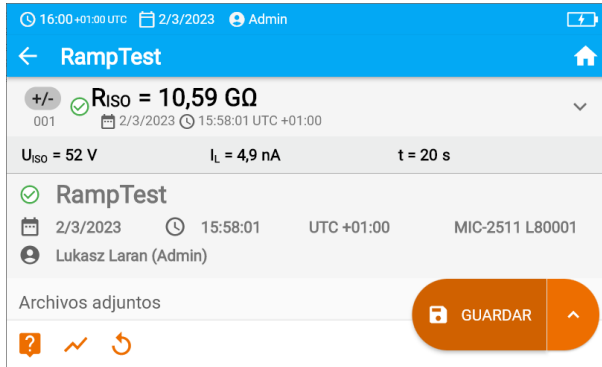 16:00 +01:00 UTC 2/3/2023 Admin
RampTest
+/- RISO = 10,59 GΩ
001 2/3/2023 15:58:01 UTC +01:00
UISO = 52 V IL = 4,9 nA t = 20 s
RampTest
2/3/2023 15:58:01 UTC +01:00 MIC-2511 L80001
Lukasz Laran (Admin)
Archivos adjuntos
GUARDAR
?